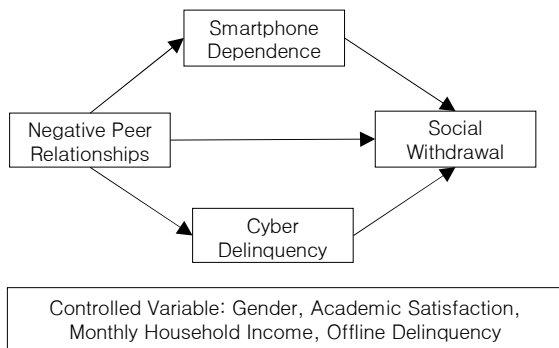 Smartphone
Dependence
Negative Peer
Relationships
Social
Withdrawal
Cyber
Delinquency
Controlled Variable: Gender, Academic Satisfaction,
Monthly Household Income, Offline Delinquency